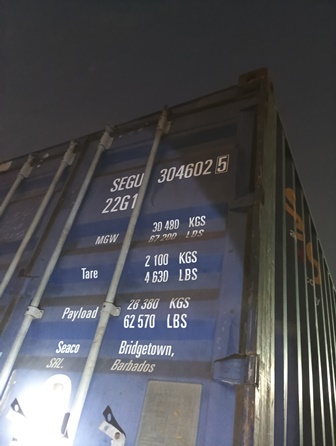 SEGU 304602 5
22G1
MGW 30 480 KGS
67 200 LBS
Tare 2 100 KGS
4 630 LBS
Payload 28 380 KGS
62 570 LBS
Seaco Bridgetown,
SRL. Barbados